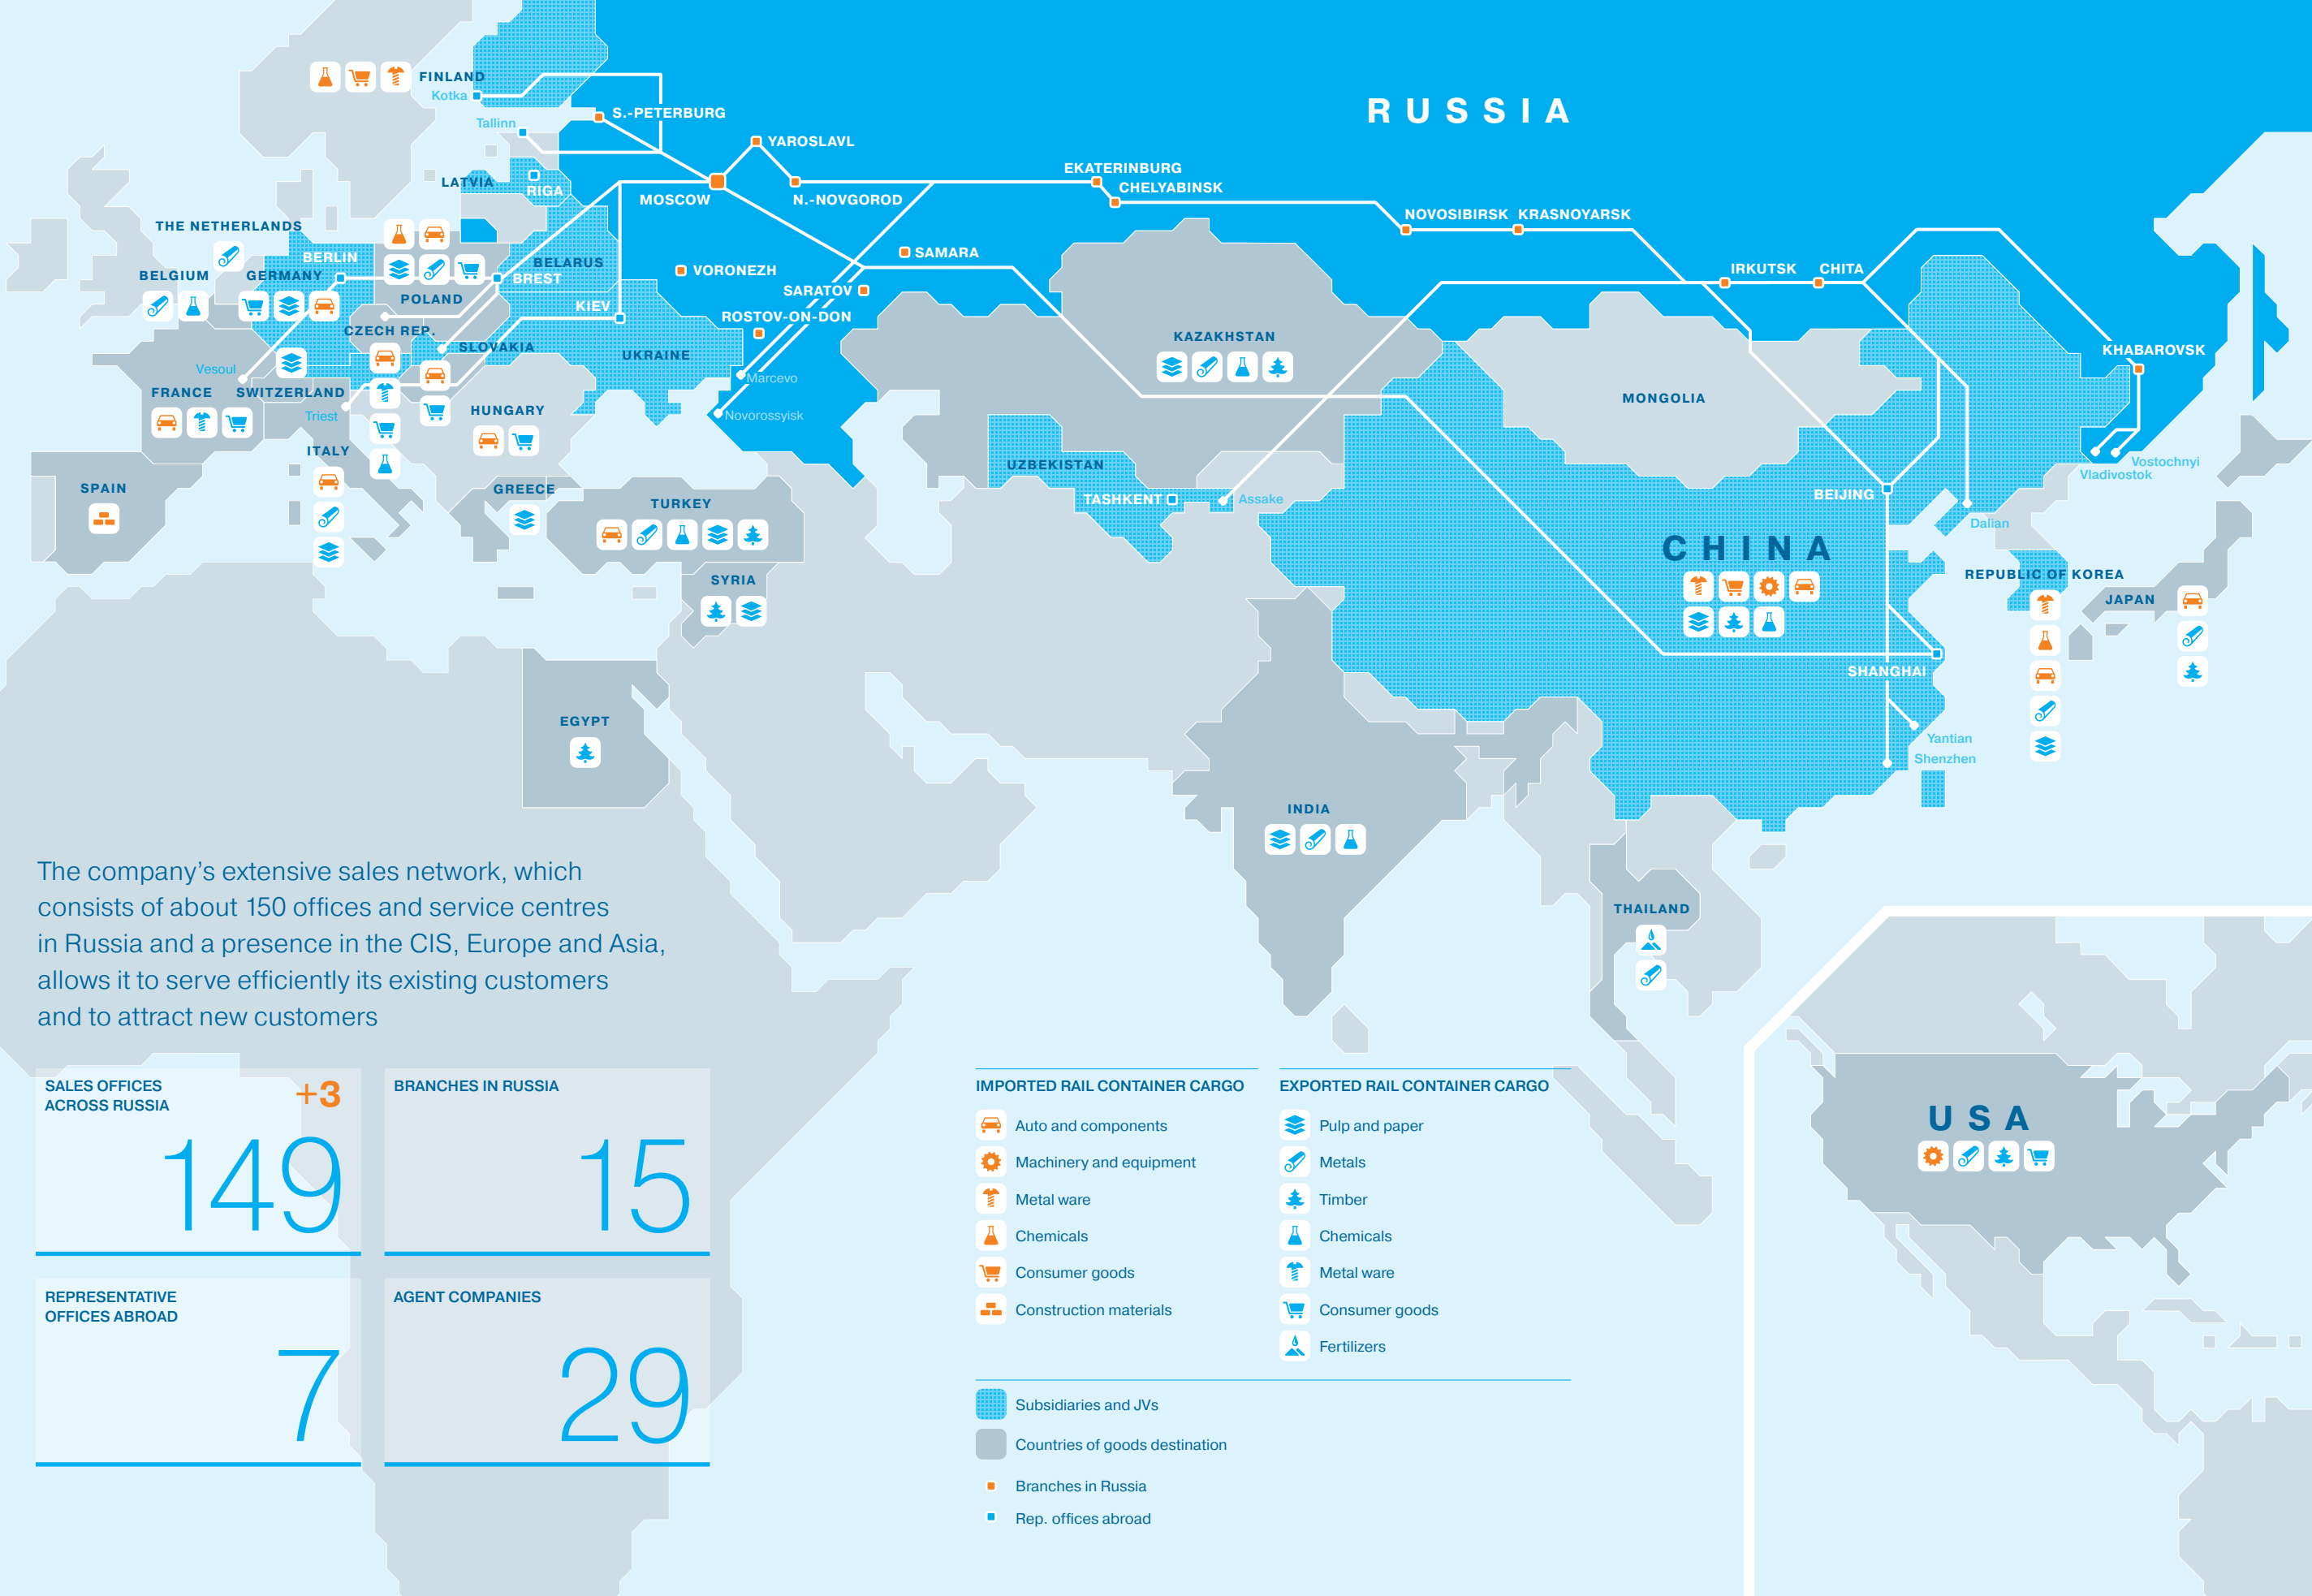 RUSSIA
FINLAND
Kotka
Tallinn
S.-PETERBURG
YAROSLAVL
MOSCOW
N.-NOVGOROD
EKATERINBURG
CHELYABINSK
NOVOSIBIRSK
KRASNOYARSK
LATVIA
RIGA
THE NETHERLANDS
BERLIN
BELGIUM
GERMANY
POLAND
BELARUS
BREST
VORONEZH
SAMARA
SARATOV
ROSTOV-ON-DON
KIEV
CZECH REP.
SLOVAKIA
UKRAINE
Vesoul
FRANCE
SWITZERLAND
Triest
HUNGARY
Marcevo
Novorossyisk
ITALY
SPAIN
GREECE
TURKEY
SYRIA
EGYPT
KAZAKHSTAN
UZBEKISTAN
TASHKENT
Assake
MONGOLIA
IRKUTSK
CHITA
KHABAROVSK
Vostochnyi
Vladivostok
BEIJING
Dalian
CHINA
REPUBLIC OF KOREA
JAPAN
SHANGHAI
Yantian
Shenzhen
INDIA
THAILAND
USA
The company’s extensive sales network, which
consists of about 150 offices and service centres
in Russia and a presence in the CIS, Europe and Asia,
allows it to serve efficiently its existing customers
and to attract new customers
SALES OFFICES
ACROSS RUSSIA
+3
149
BRANCHES IN RUSSIA
15
REPRESENTATIVE
OFFICES ABROAD
7
AGENT COMPANIES
29
IMPORTED RAIL CONTAINER CARGO
Auto and components
Machinery and equipment
Metal ware
Chemicals
Consumer goods
Construction materials
EXPORTED RAIL CONTAINER CARGO
Pulp and paper
Metals
Timber
Chemicals
Metal ware
Consumer goods
Fertilizers
Subsidiaries and JVs
Countries of goods destination
Branches in Russia
Rep. offices abroad